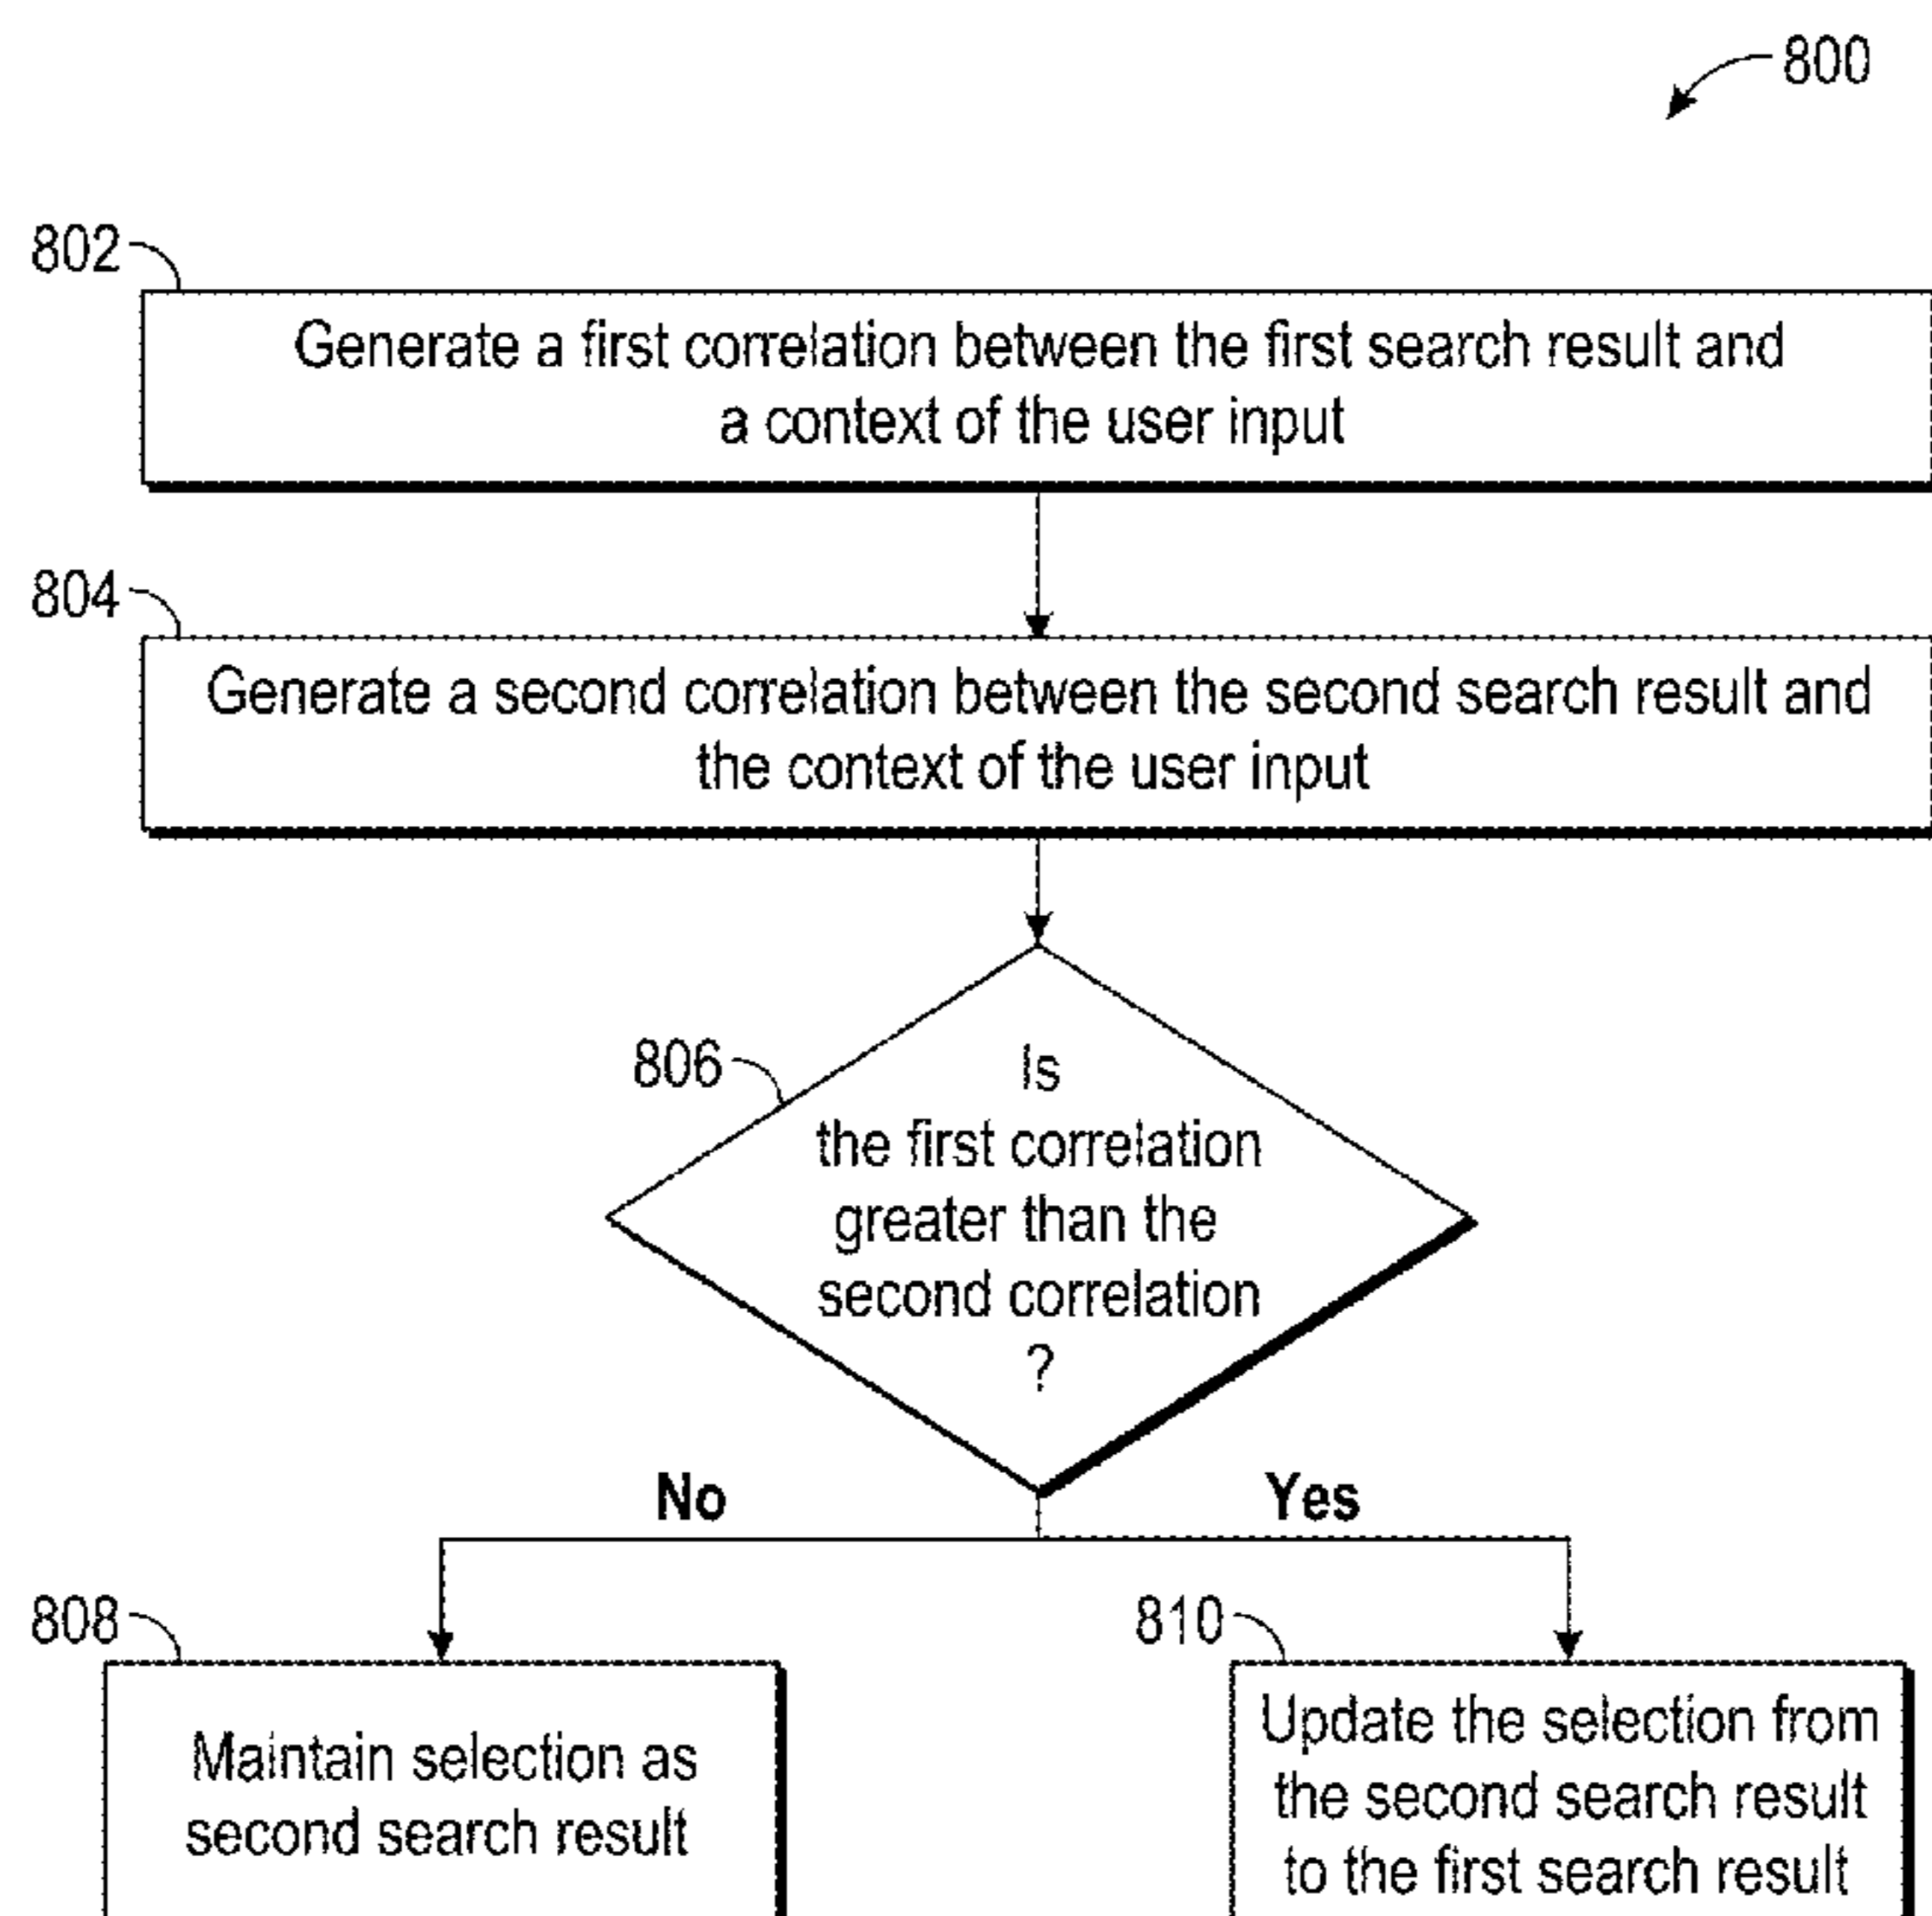 800
802
Generate a first correlation between the first search result and
a context of the user input
804
Generate a second correlation between the second search result and
the context of the user input
806
Is
the first correlation
greater than the
second correlation
?
No
Yes
808
Maintain selection as
second search result
810
Update the selection from
the second search result
to the first search result